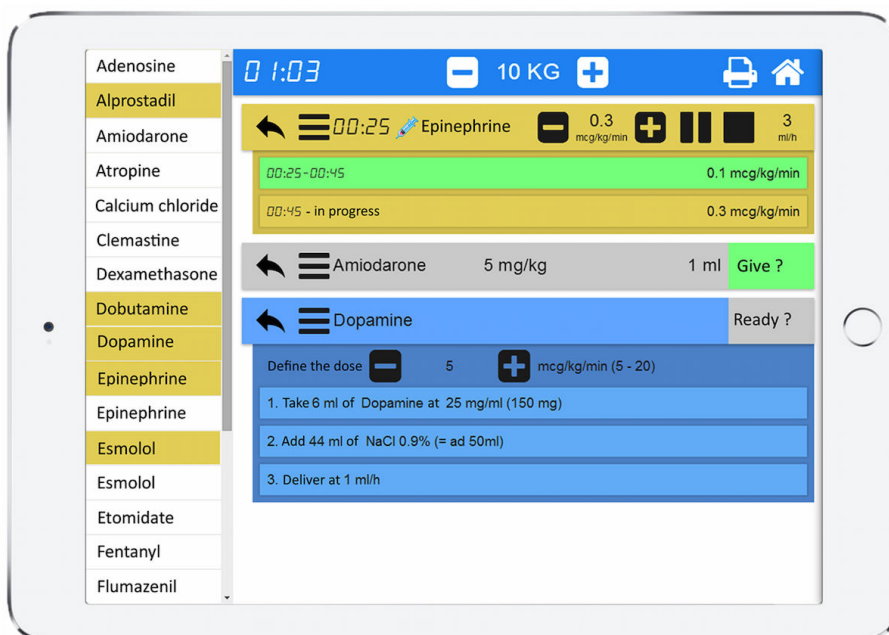 Adenosine
Alprostadil
Amiodarone
Atropine
Calcium chloride
Clemastine
Dexamethasone
Dobutamine
Dopamine
Epinephrine
Epinephrine
Esmolol
Esmolol
Etomidate
Fentanyl
Flumazenil
01:03 10 KG
00:25 Epinephrine 0.3 mcg/kg/min 3 ml/h
00:25-00:45 0.1 mcg/kg/min
00:45 - in progress 0.3 mcg/kg/min
Amiodarone 5 mg/kg 1 ml Give ?
Dopamine Ready ?
Define the dose 5 mcg/kg/min (5 - 20)
1. Take 6 ml of Dopamine at 25 mg/ml (150 mg)
2. Add 44 ml of NaCl 0.9% (= ad 50ml)
3. Deliver at 1 ml/h